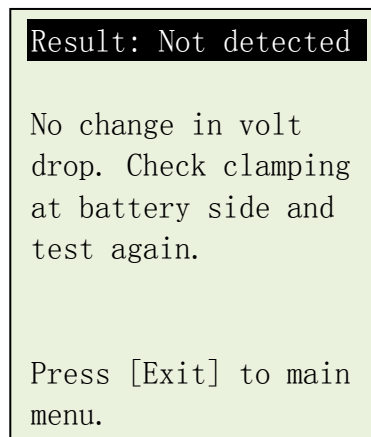 Result: Not detected
No change in volt
drop. Check clamping
at battery side and
test again.
Press [Exit] to main
menu.